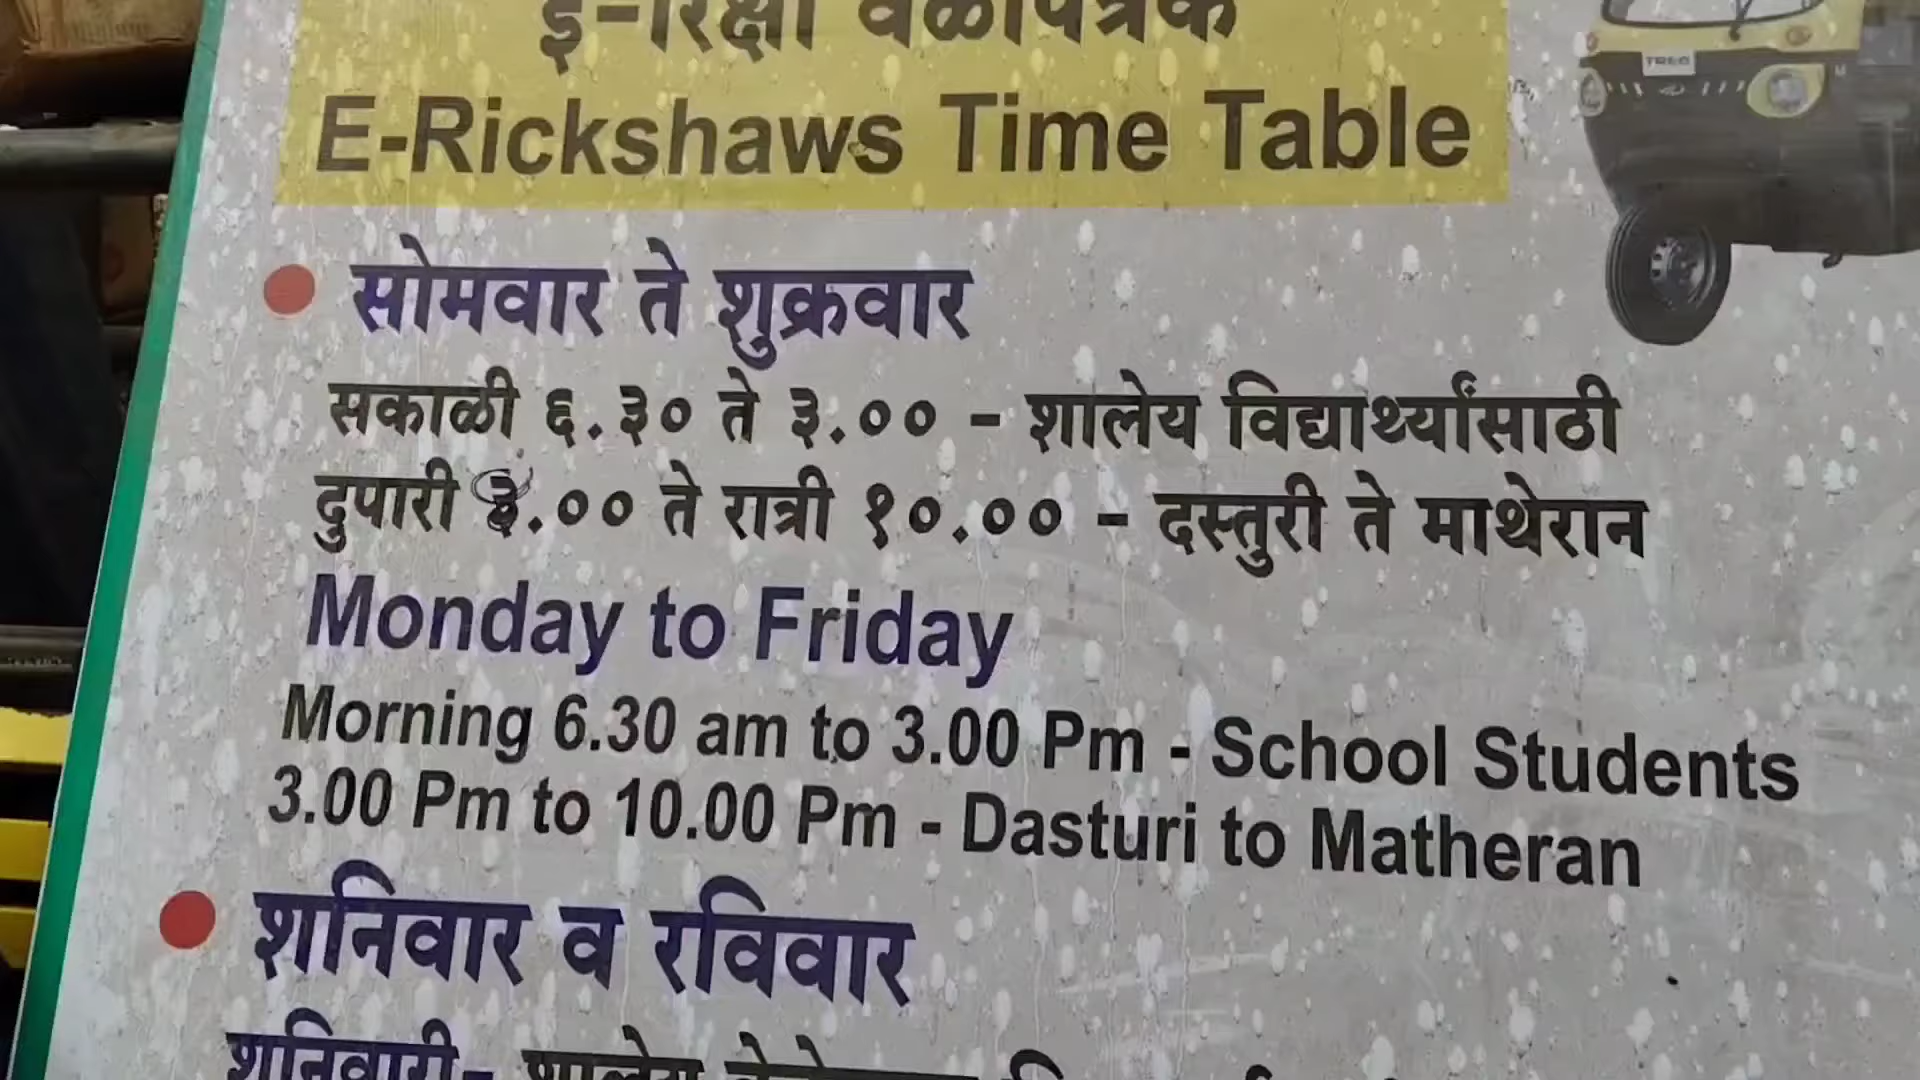 ई-रिक्षा वेळापत्रक
E-Rickshaws Time Table
सोमवार ते शुक्रवार
सकाळी ६.३० ते ३.०० - शालेय विद्यार्थ्यांसाठी
दुपारी ३.०० ते रात्री १०.०० - दस्तुरी ते माथेरान
Monday to Friday
Morning 6.30 am to 3.00 Pm - School Students
3.00 Pm to 10.00 Pm - Dasturi to Matheran
शनिवार व रविवार
शनिवारी- शालेय